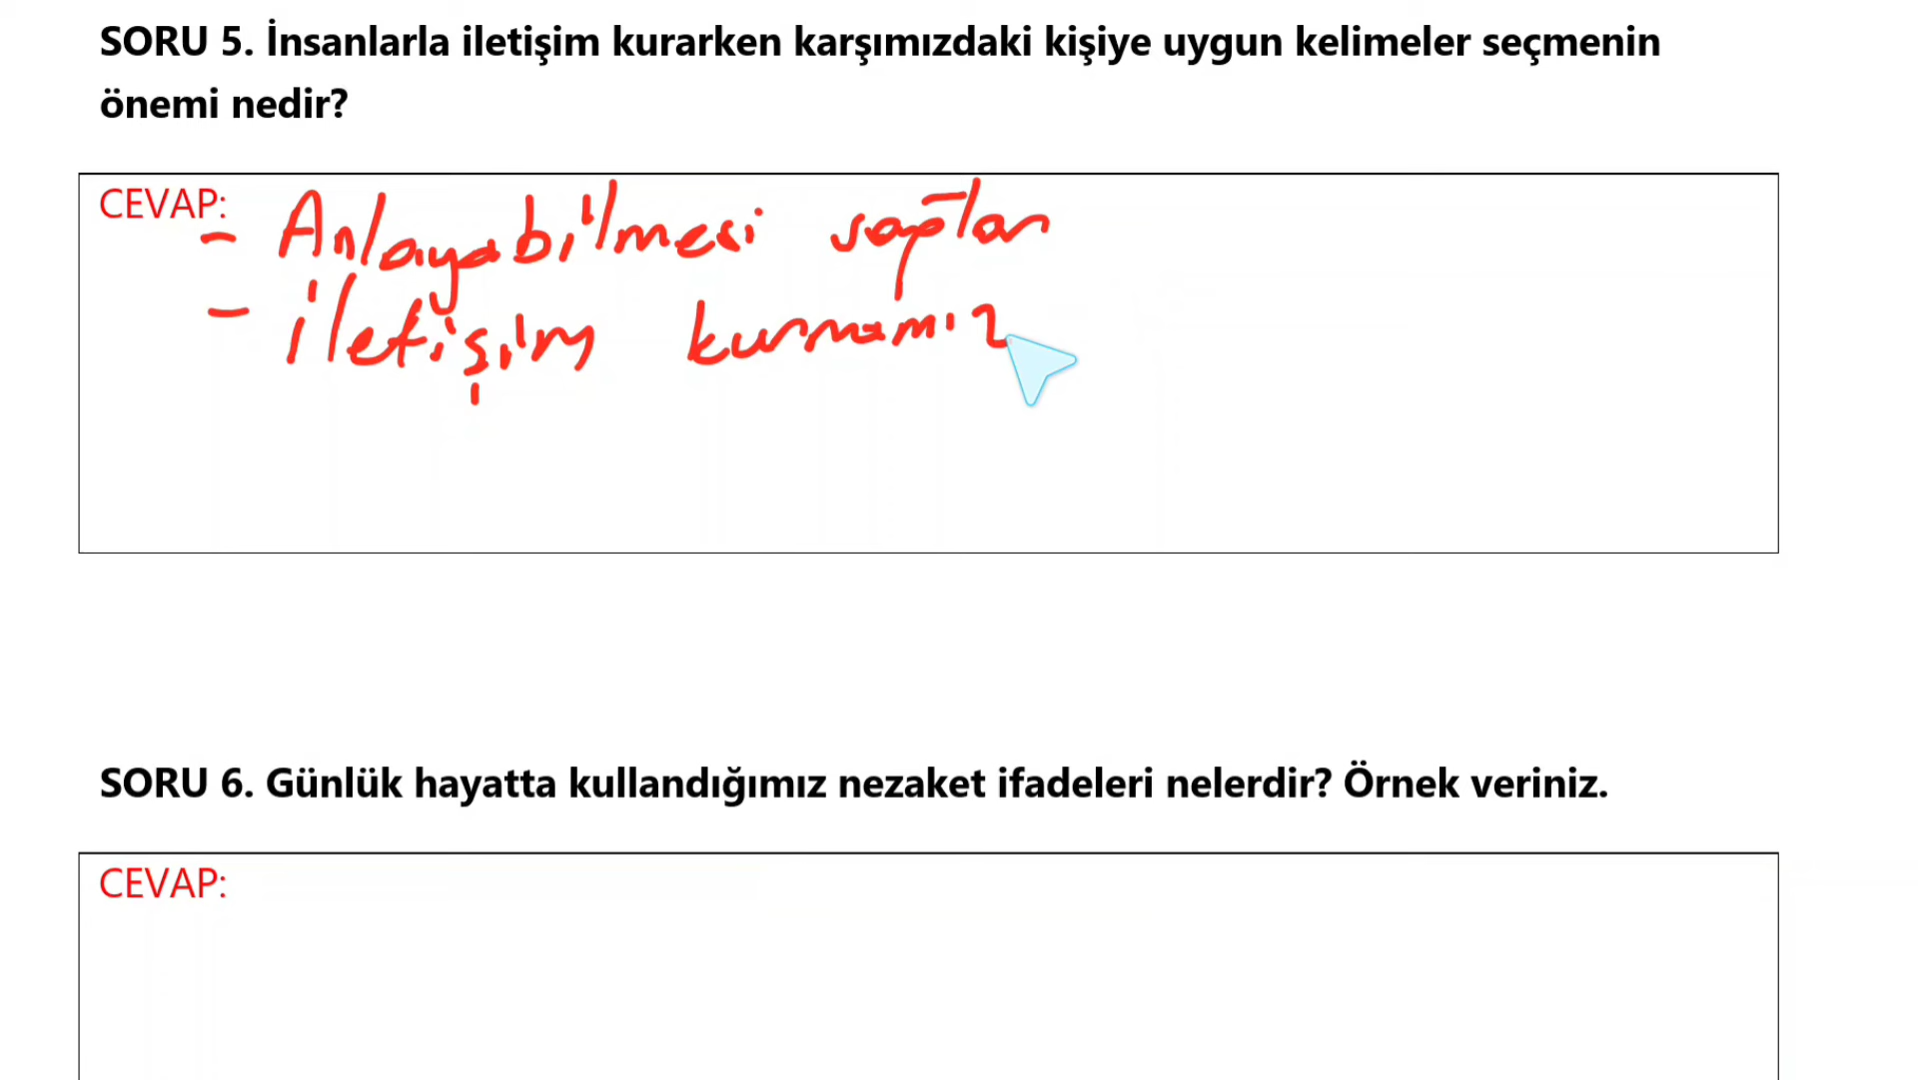 SORU 5. İnsanlarla iletişim kurarken karşımızdaki kişiye uygun kelimeler seçmenin
önemi nedir?
CEVAP:
- Anlayabilmesi sağlan
- iletişim kurmamız
SORU 6. Günlük hayatta kullandığımız nezaket ifadeleri nelerdir? Örnek veriniz.
CEVAP: